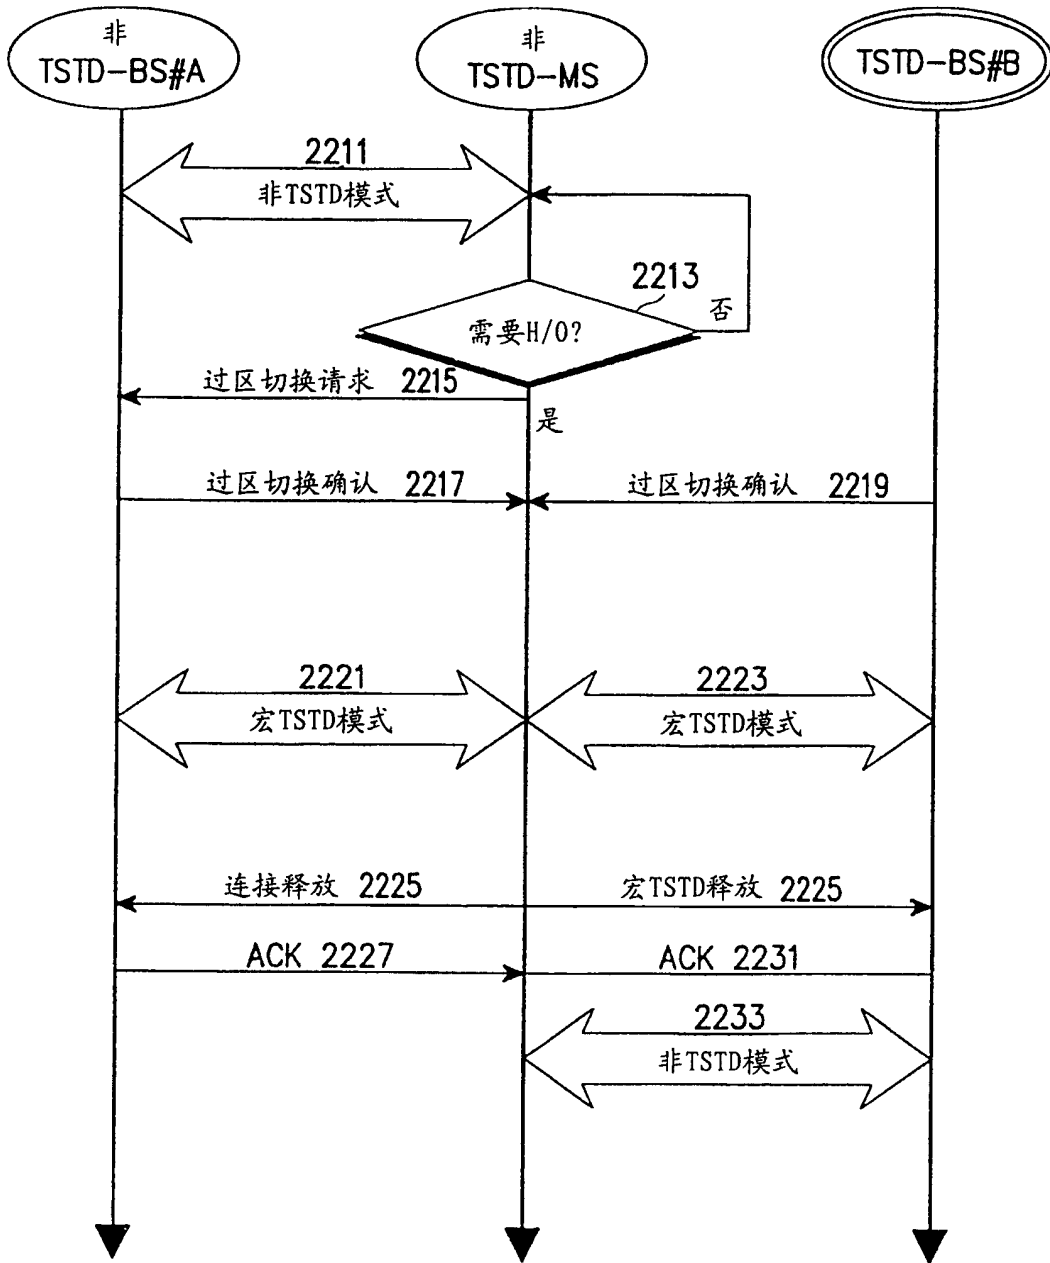 非
TSTD-BS#A
非
TSTD-MS
TSTD-BS#B
2211
非TSTD模式
2213
否
需要H/O?
过区切换请求 2215
是
过区切换确认 2217
过区切换确认 2219
2221
宏TSTD模式
2223
宏TSTD模式
连接释放 2225
宏TSTD释放 2225
ACK 2227
ACK 2231
2233
非TSTD模式